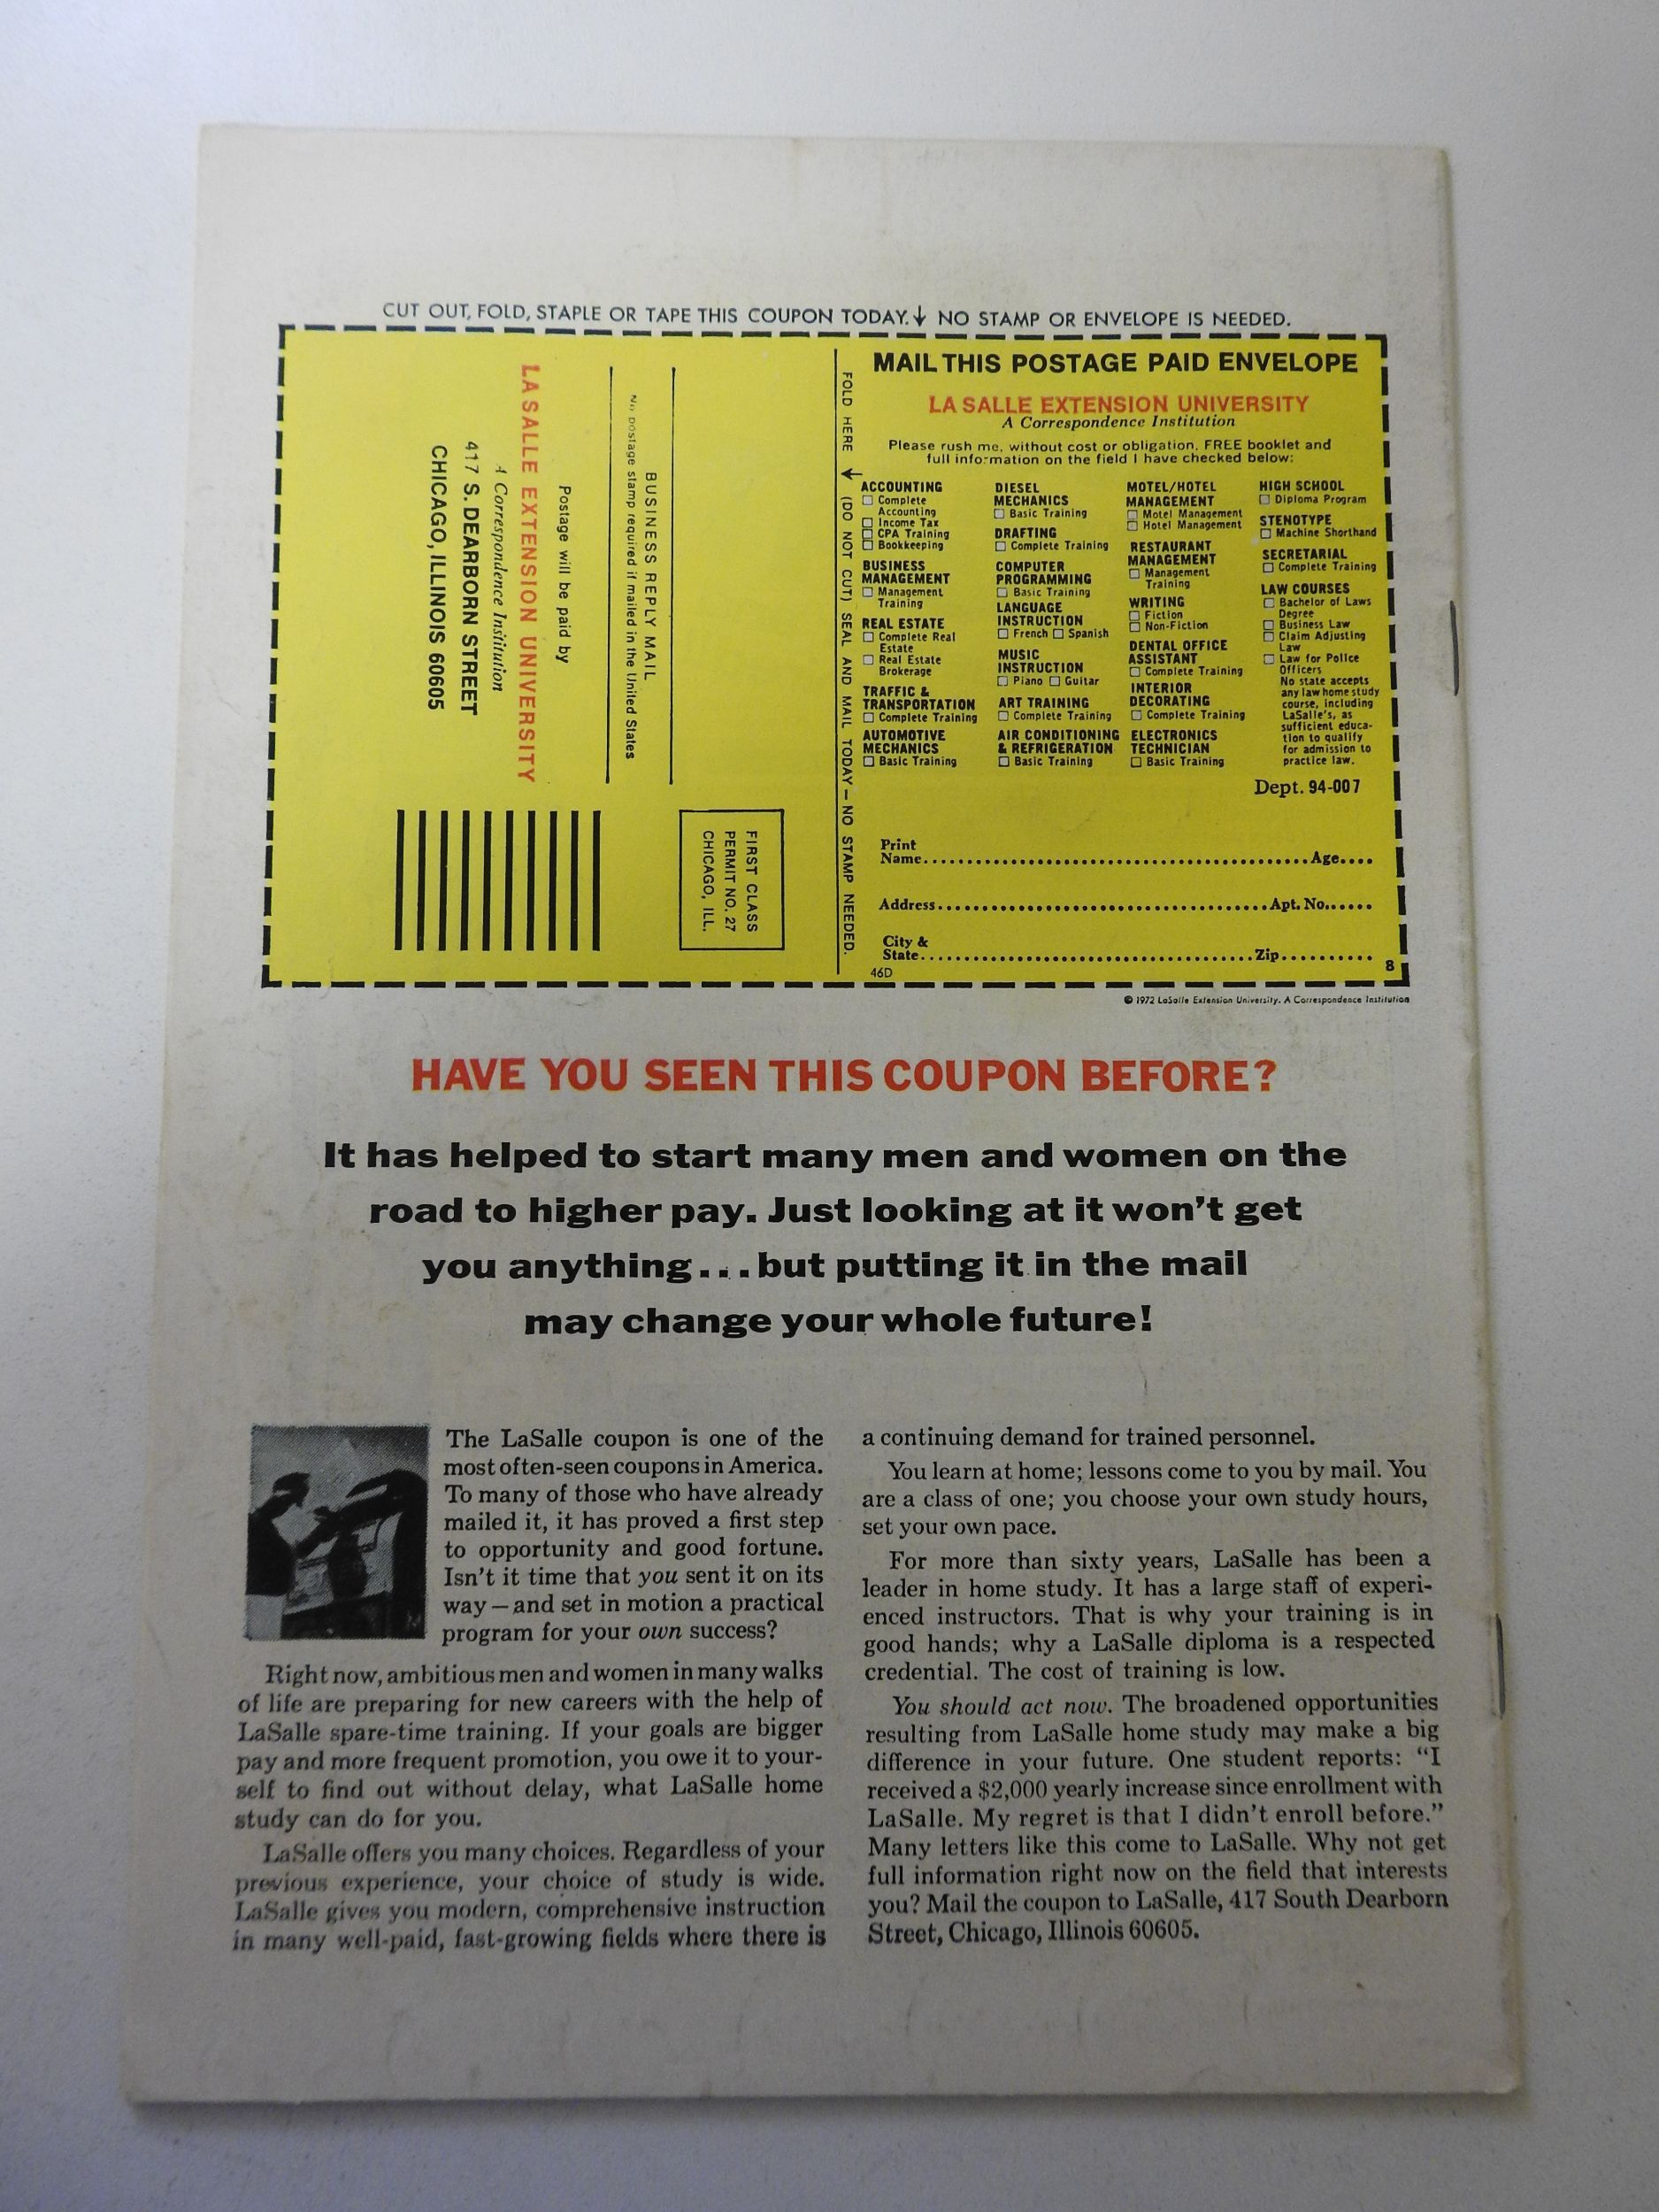 CUT OUT, FOLD, STAPLE OR TAPE THIS COUPON TODAY.↓ NO STAMP OR ENVELOPE IS NEEDED.
BUSINESS REPLY MAIL
No postage stamp required if mailed in the United States
Postage will be paid by
LA SALLE EXTENSION UNIVERSITY
A Correspondence Institution
417 S. DEARBORN STREET
CHICAGO, ILLINOIS 60605
FIRST CLASS
PERMIT NO. 27
CHICAGO, ILL.
FOLD HERE ↓ (DO NOT CUT) SEAL AND MAIL TODAY — NO STAMP NEEDED.
MAIL THIS POSTAGE PAID ENVELOPE
LA SALLE EXTENSION UNIVERSITY
A Correspondence Institution
Please rush me, without cost or obligation, FREE booklet and
full information on the field I have checked below:
ACCOUNTING
☐ Complete
Accounting
☐ Income Tax
☐ CPA Training
☐ Bookkeeping
BUSINESS
MANAGEMENT
☐ Management
Training
REAL ESTATE
☐ Complete Real
Estate
☐ Real Estate
Brokerage
TRAFFIC &
TRANSPORTATION
☐ Complete Training
AUTOMOTIVE
MECHANICS
☐ Basic Training
DIESEL
MECHANICS
☐ Basic Training
DRAFTING
☐ Complete Training
COMPUTER
PROGRAMMING
☐ Basic Training
LANGUAGE
INSTRUCTION
☐ French ☐ Spanish
MUSIC
INSTRUCTION
☐ Piano ☐ Guitar
ART TRAINING
☐ Complete Training
AIR CONDITIONING
& REFRIGERATION
☐ Basic Training
MOTEL/HOTEL
MANAGEMENT
☐ Motel Management
☐ Hotel Management
RESTAURANT
MANAGEMENT
☐ Management
Training
WRITING
☐ Fiction
☐ Non-Fiction
DENTAL OFFICE
ASSISTANT
☐ Complete Training
INTERIOR
DECORATING
☐ Complete Training
ELECTRONICS
TECHNICIAN
☐ Basic Training
HIGH SCHOOL
☐ Diploma Program
STENOTYPE
☐ Machine Shorthand
SECRETARIAL
☐ Complete Training
LAW COURSES
☐ Bachelor of Laws
Degree
☐ Business Law
☐ Claim Adjusting
Law
☐ Law for Police
Officers
No state accepts
any law home study
course, including
LaSalle's, as
sufficient educa-
tion to qualify
for admission to
practice law.
Dept. 94-007
Print
Name........................................Age....
Address........................................Apt. No......
City &
State........................................Zip..........
46D
8
© 1972 LaSalle Extension University. A Correspondence Institution
HAVE YOU SEEN THIS COUPON BEFORE?
It has helped to start many men and women on the
road to higher pay. Just looking at it won't get
you anything...but putting it in the mail
may change your whole future!
The LaSalle coupon is one of the
most often-seen coupons in America.
To many of those who have already
mailed it, it has proved a first step
to opportunity and good fortune.
Isn't it time that you sent it on its
way — and set in motion a practical
program for your own success?
Right now, ambitious men and women in many walks
of life are preparing for new careers with the help of
LaSalle spare-time training. If your goals are bigger
pay and more frequent promotion, you owe it to your-
self to find out without delay, what LaSalle home
study can do for you.
LaSalle offers you many choices. Regardless of your
previous experience, your choice of study is wide.
LaSalle gives you modern, comprehensive instruction
in many well-paid, fast-growing fields where there is
a continuing demand for trained personnel.
You learn at home; lessons come to you by mail. You
are a class of one; you choose your own study hours,
set your own pace.
For more than sixty years, LaSalle has been a
leader in home study. It has a large staff of experi-
enced instructors. That is why your training is in
good hands; why a LaSalle diploma is a respected
credential. The cost of training is low.
You should act now. The broadened opportunities
resulting from LaSalle home study may make a big
difference in your future. One student reports: "I
received a $2,000 yearly increase since enrollment with
LaSalle. My regret is that I didn't enroll before."
Many letters like this come to LaSalle. Why not get
full information right now on the field that interests
you? Mail the coupon to LaSalle, 417 South Dearborn
Street, Chicago, Illinois 60605.